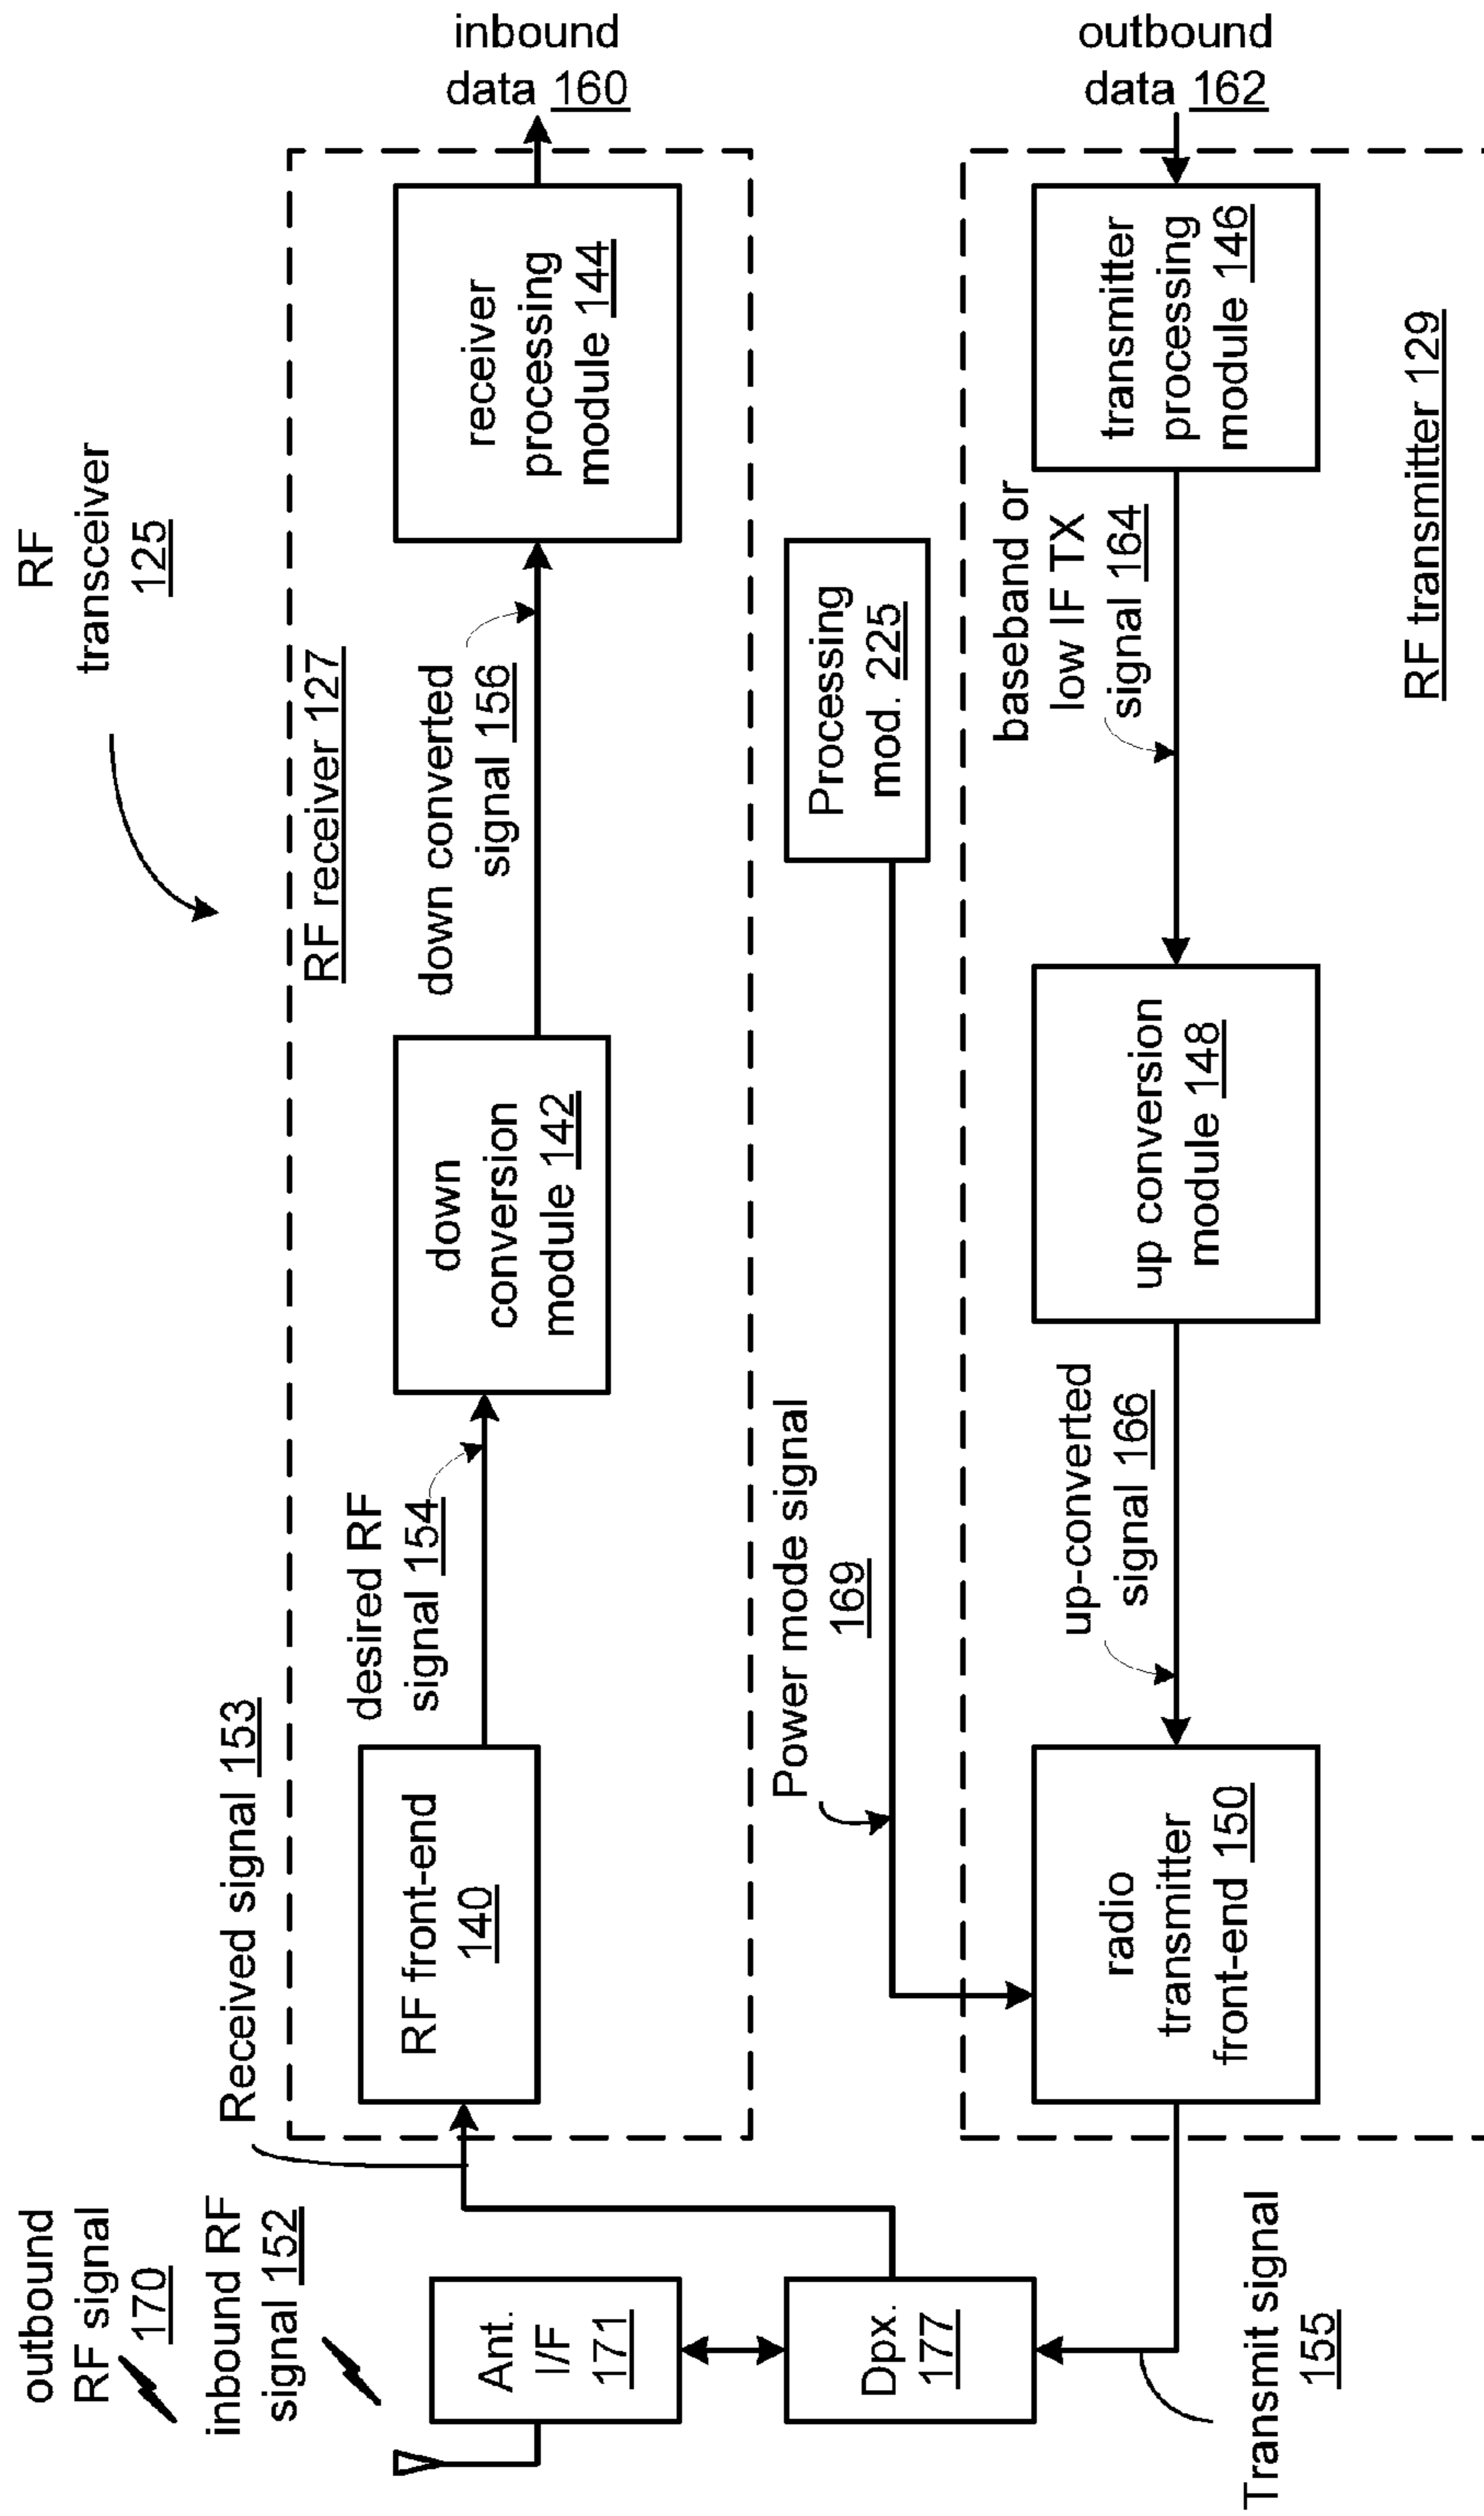 RF
transceiver
125
outbound
RF signal
170
inbound RF
signal 152
Received signal 153
RF receiver 127
desired RF
signal 154
down converted
signal 156
inbound
data 160
RF front-end
140
down
conversion
module 142
receiver
processing
module 144
Ant.
I/F
171
Dpx.
177
Power mode signal
169
Processing
mod. 225
baseband or
low IF TX
signal 164
up-converted
signal 166
outbound
data 162
radio
transmitter
front-end 150
up conversion
module 148
transmitter
processing
module 146
Transmit signal
155
RF transmitter 129